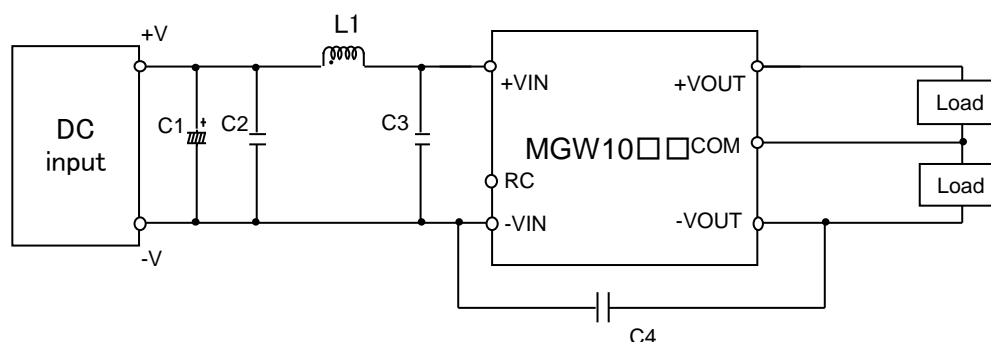 +V
L1
DC
input
C1
+
C2
C3
+VIN
MGW10□□
RC
-VIN
+VOUT
COM
-VOUT
Load
Load
-V
C4